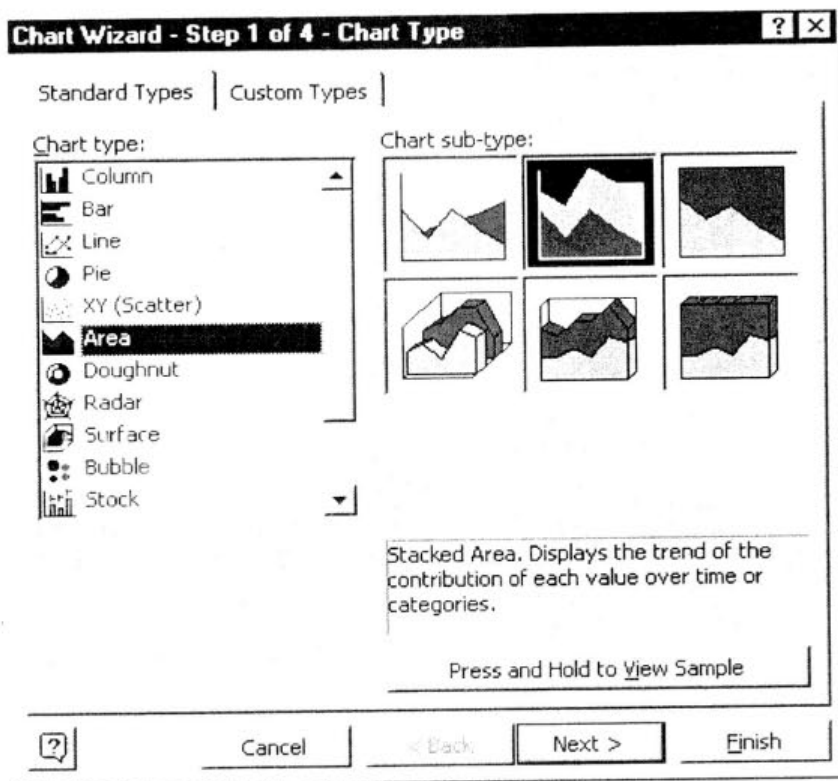 Chart Wizard - Step 1 of 4 - Chart Type
? ×
Standard Types
Custom Types
Chart type:
Chart sub-type:
Column
Bar
Line
Pie
XY (Scatter)
Area
Doughnut
Radar
Surface
Bubble
Stock
Stacked Area. Displays the trend of the
contribution of each value over time or
categories.
Press and Hold to View Sample
?
Cancel
< Back
Next >
Finish